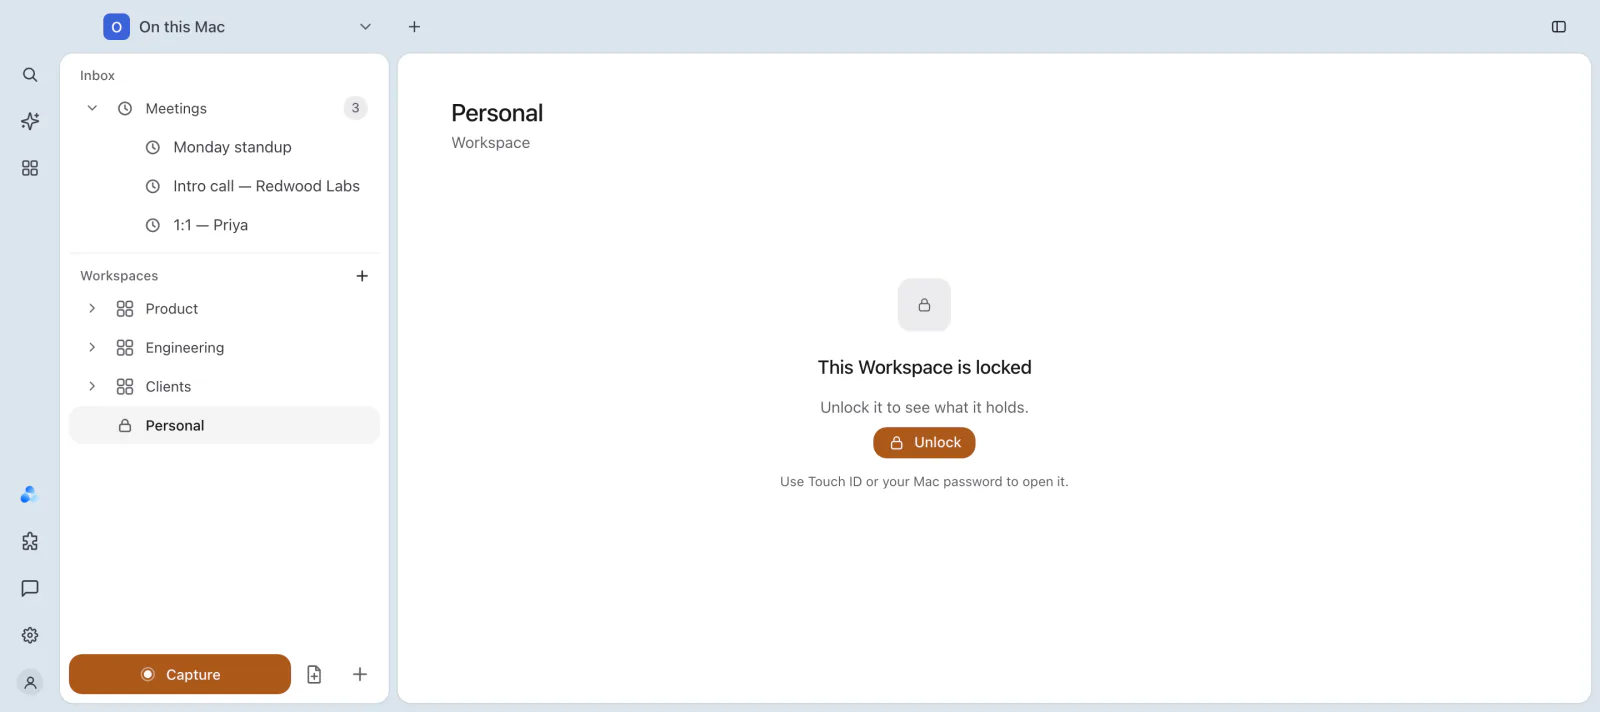 O On this Mac
Inbox
Meetings 3
Monday standup
Intro call — Redwood Labs
1:1 — Priya
Workspaces
Product
Engineering
Clients
Personal
Capture
Personal
Workspace
This Workspace is locked
Unlock it to see what it holds.
Unlock
Use Touch ID or your Mac password to open it.